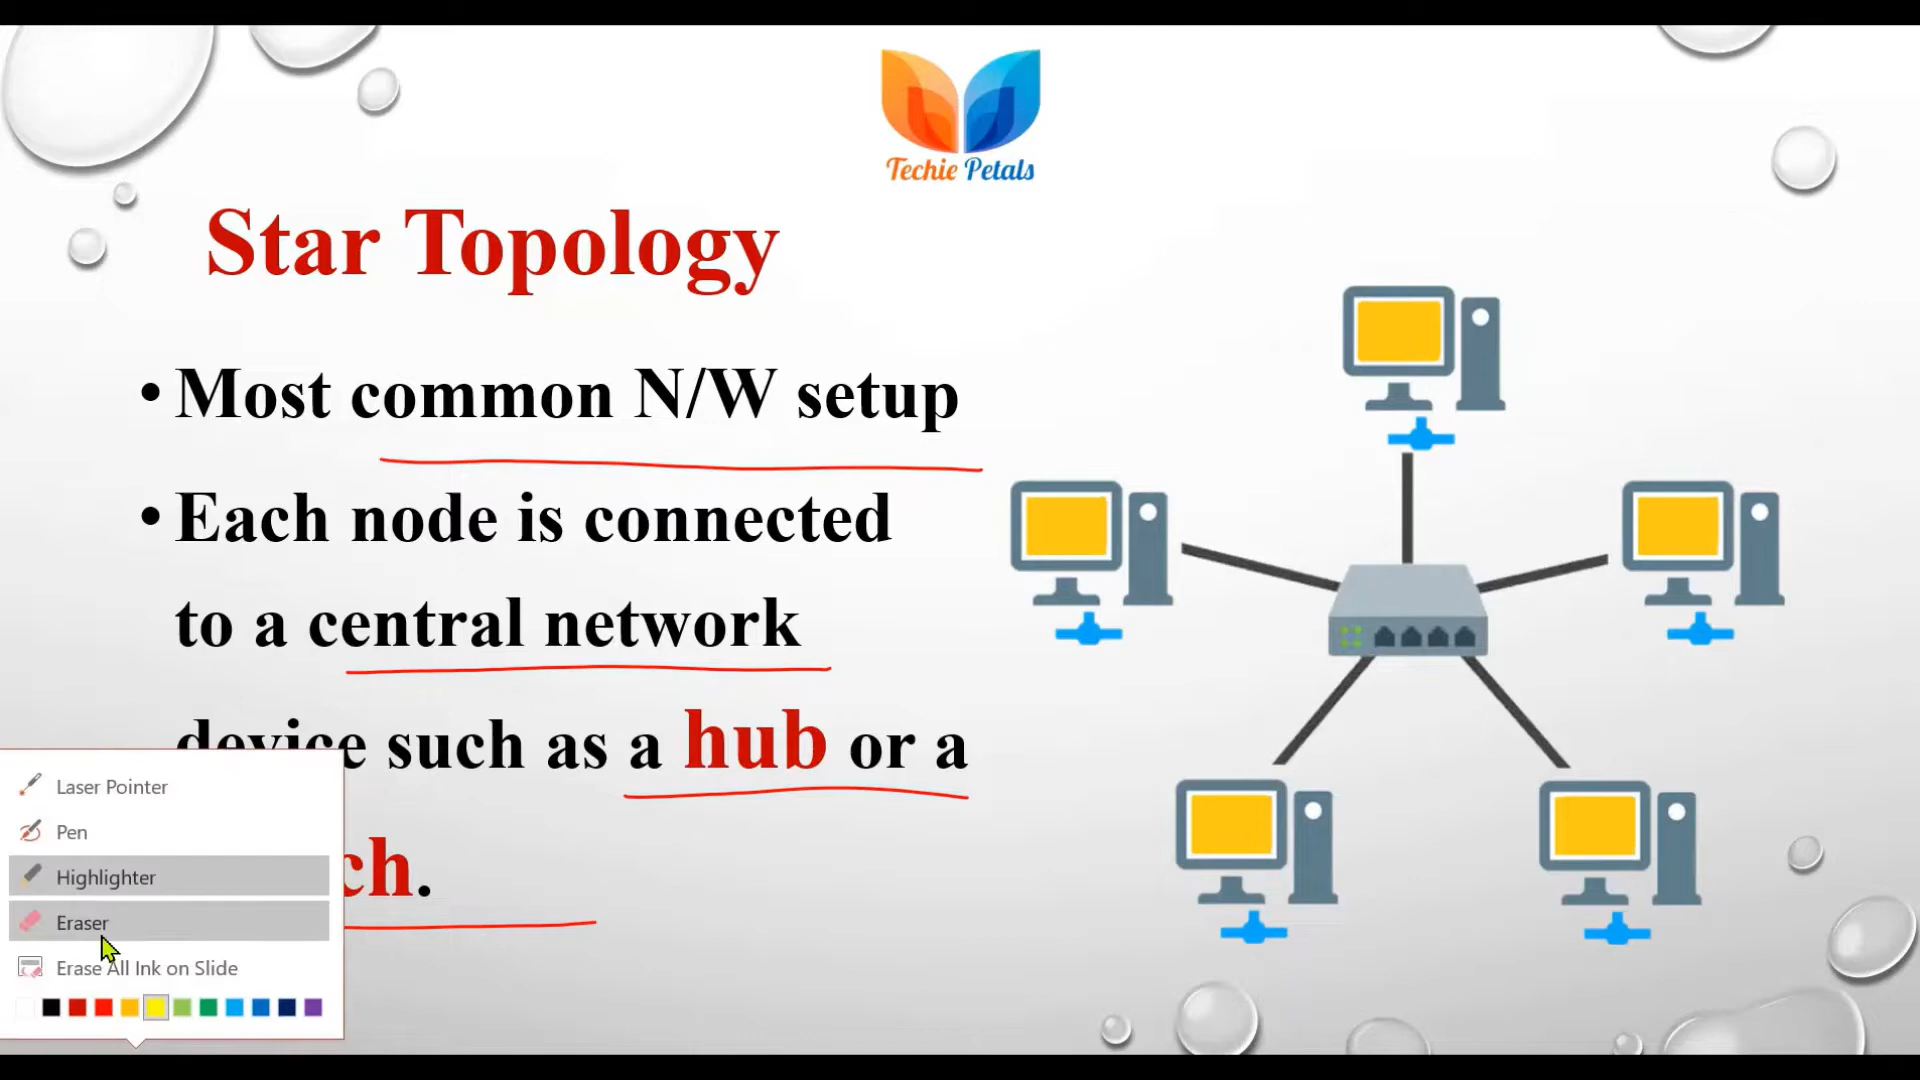 Techie Petals
Star Topology
• Most common N/W setup
• Each node is connected
to a central network
device such as a hub or a
ch.
Laser Pointer
Pen
Highlighter
Eraser
Erase All Ink on Slide